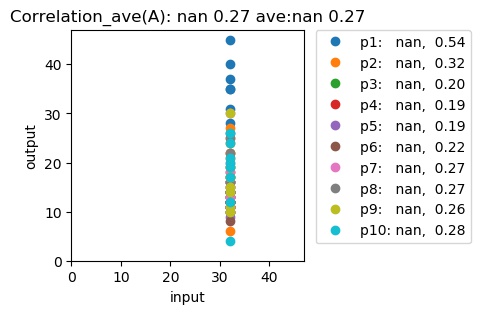 Correlation_ave(A): nan 0.27 ave:nan 0.27
output
40
30
20
10
0
0 10 20 30 40
input
p1: nan, 0.54
p2: nan, 0.32
p3: nan, 0.20
p4: nan, 0.19
p5: nan, 0.19
p6: nan, 0.22
p7: nan, 0.27
p8: nan, 0.27
p9: nan, 0.26
p10: nan, 0.28